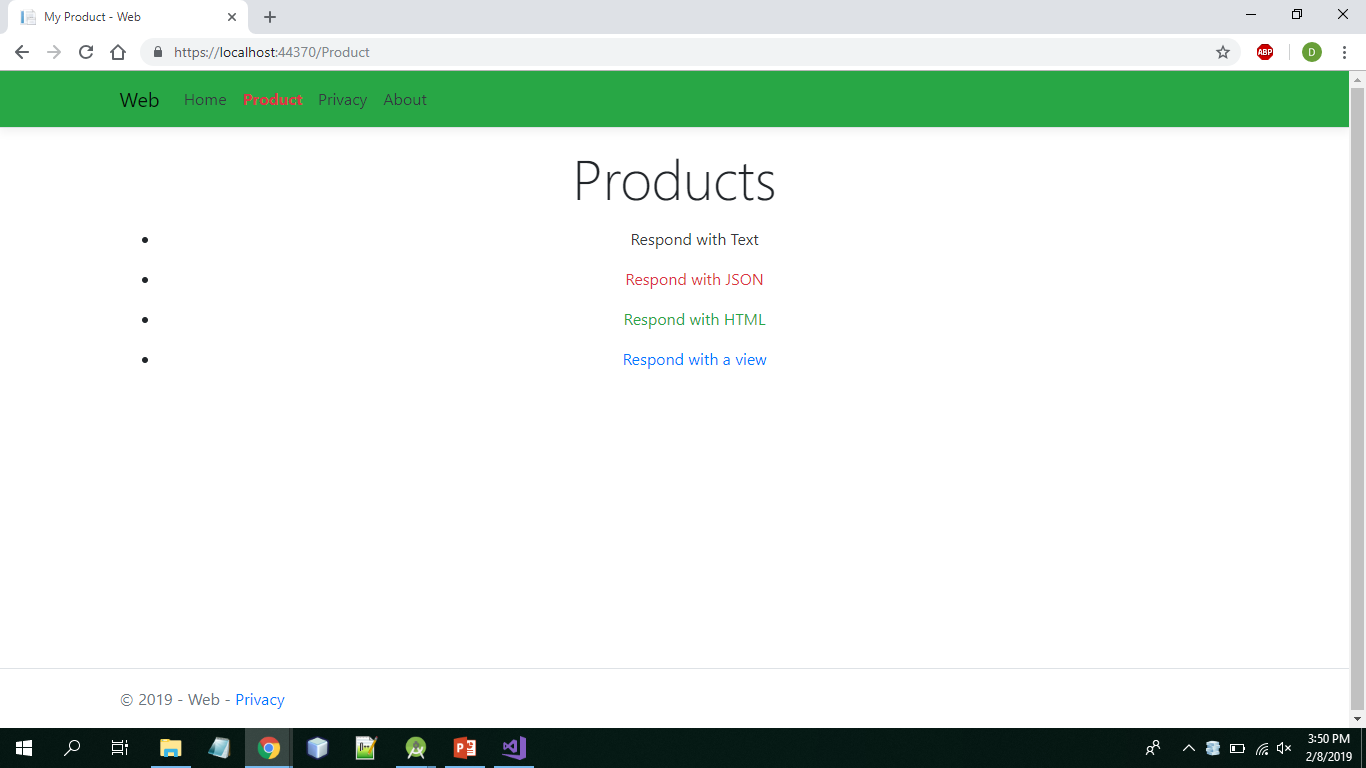 My Product - Web
https://localhost:44370/Product
ABP
D
Web Home Product Privacy About
Products
Respond with Text
Respond with JSON
Respond with HTML
Respond with a view
© 2019 - Web - Privacy
3:50 PM
2/8/2019